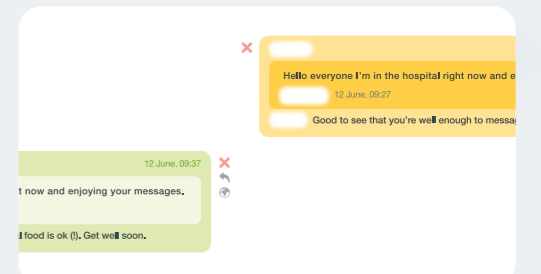 Hello everyone I'm in the hospital right now and e
12 June, 09:27
Good to see that you're well enough to messag
12 June, 09:37
t now and enjoying your messages.
l food is ok (!). Get well soon.